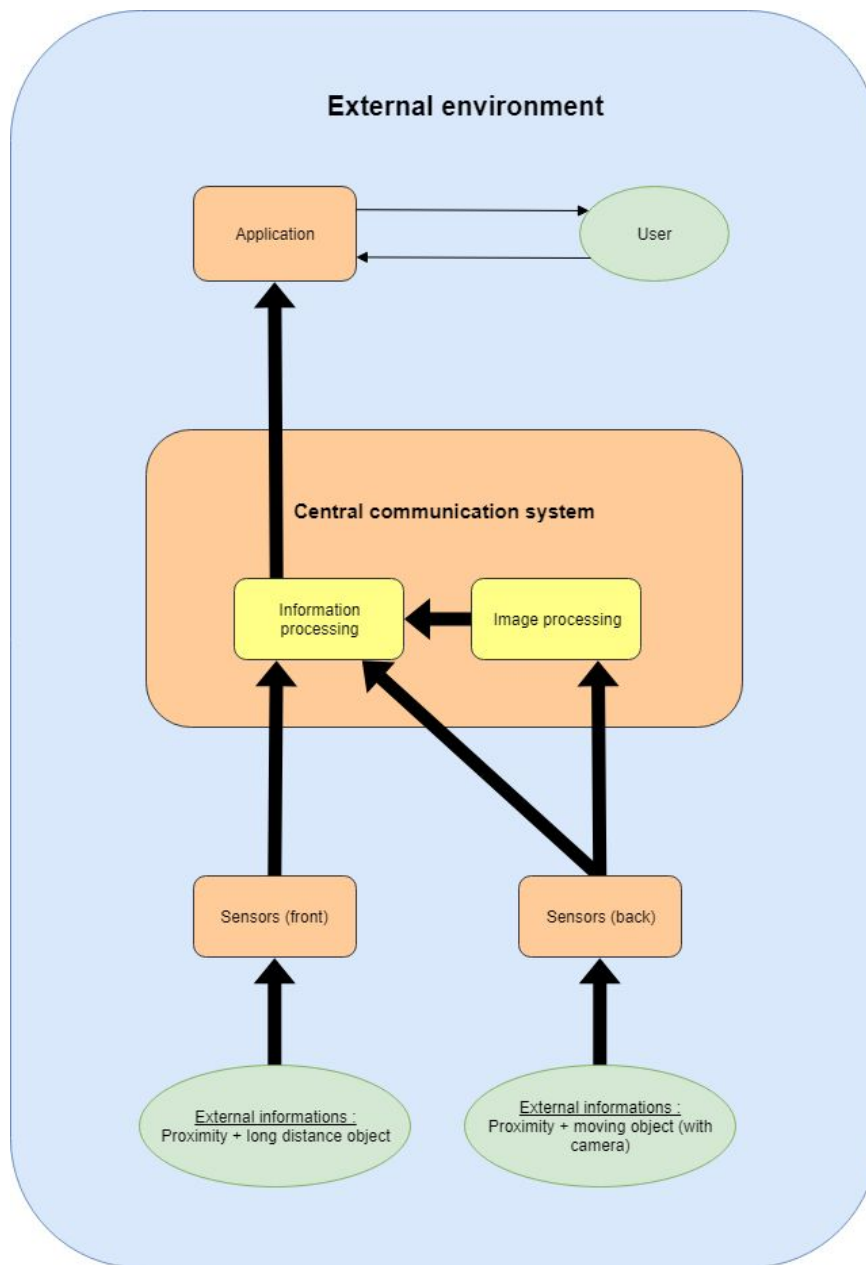 External environment
Application
User
Central communication system
Information
processing
Image processing
Sensors (front)
Sensors (back)
External informations :
Proximity + long distance object
External informations :
Proximity + moving object (with
camera)